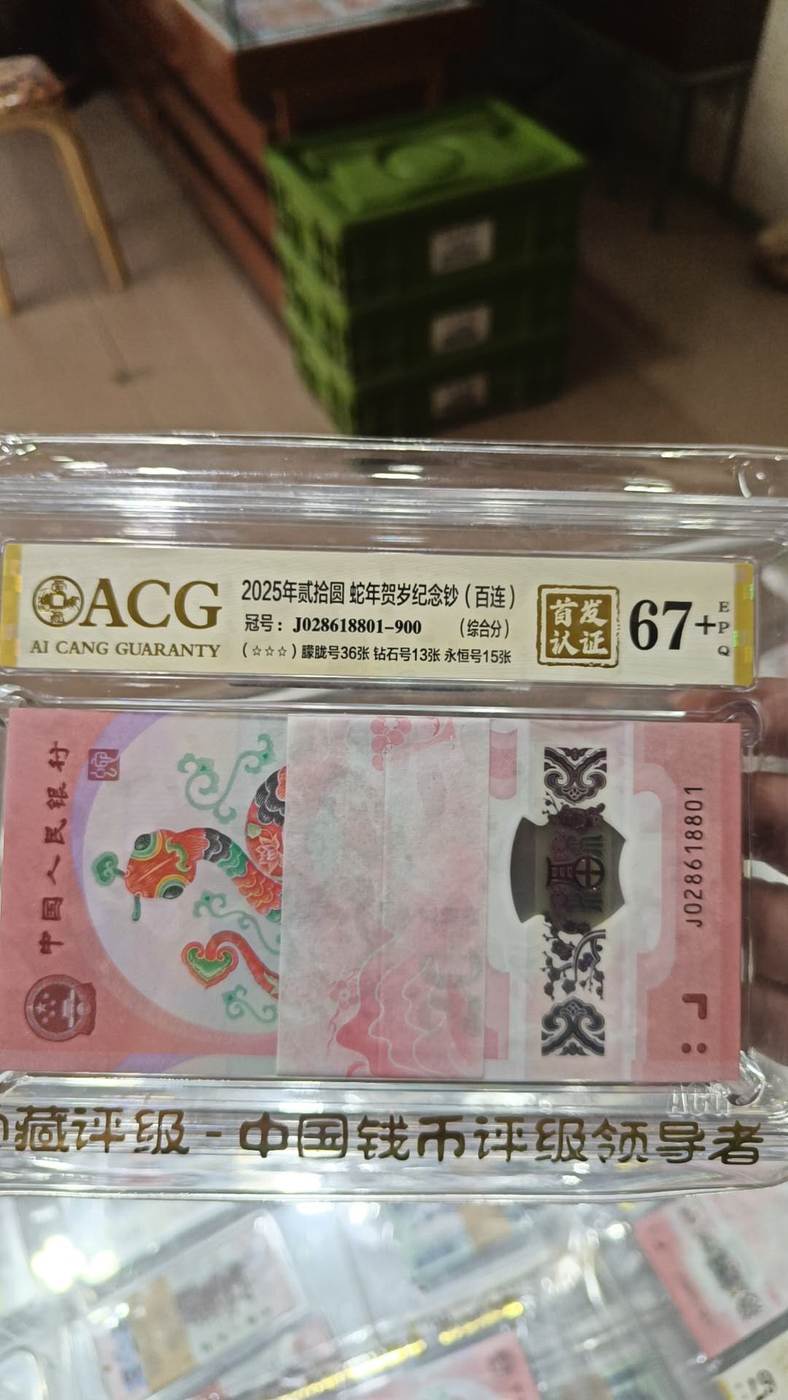 ACG
AI CANG GUARANTY
2025年贰拾圆 蛇年贺岁纪念钞（百连）
冠号：J028618801-900 （综合分）
（☆☆☆）朦胧号36张 钻石号13张 永恒号15张
首发
认证
67+
EPQ
中国人民银行
J028618801
ACG
藏评级-中国钱币评级领导者